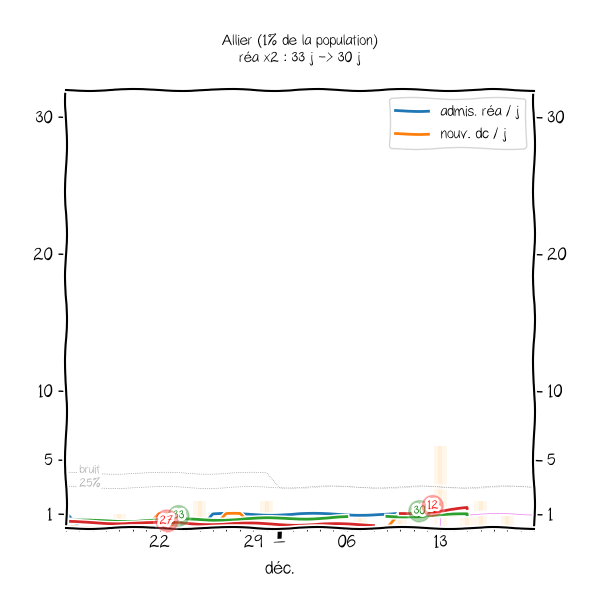 Allier (1% de la population)
réa x2 : 33 j -> 30 j
admis. réa / j
nouv. dc / j
30 30
20 20
10 10
5 5
bruit
25%
1 1
27 33 30 12
22 29 06 13
déc.